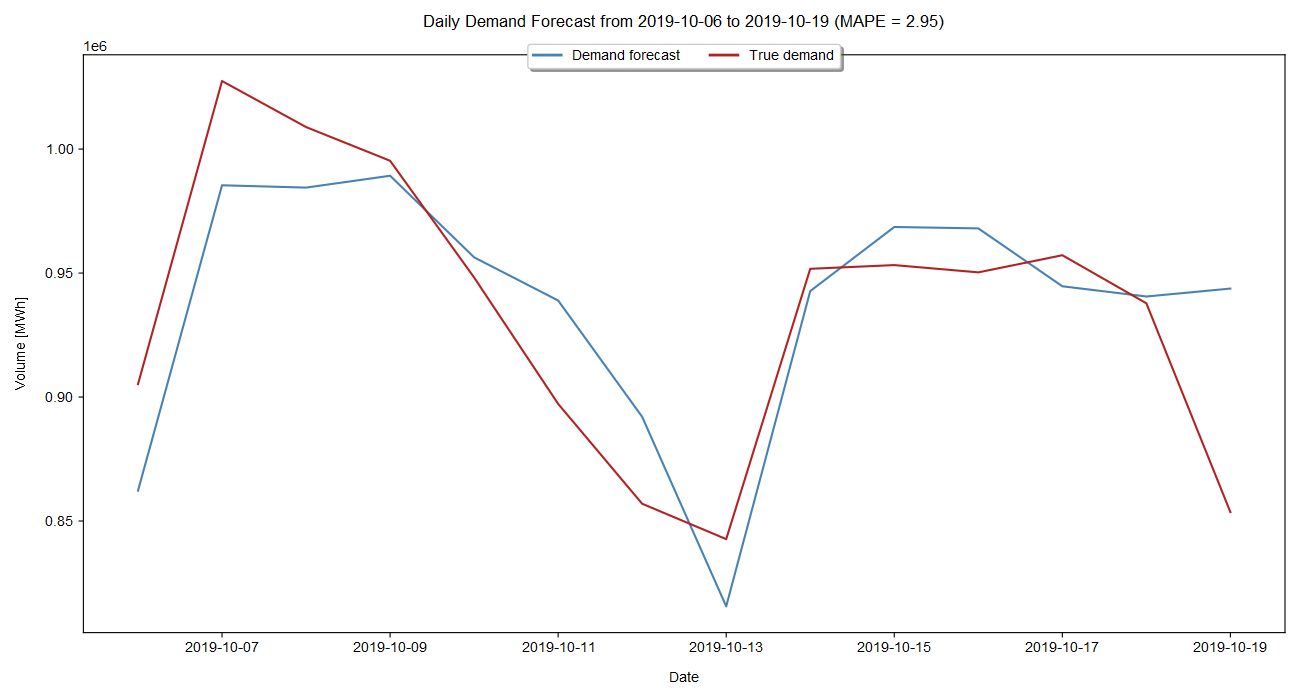 Daily Demand Forecast from 2019-10-06 to 2019-10-19 (MAPE = 2.95)
1e6
Demand forecast True demand
1.00
0.95
0.90
0.85
Volume [MWh]
2019-10-07 2019-10-09 2019-10-11 2019-10-13 2019-10-15 2019-10-17 2019-10-19
Date